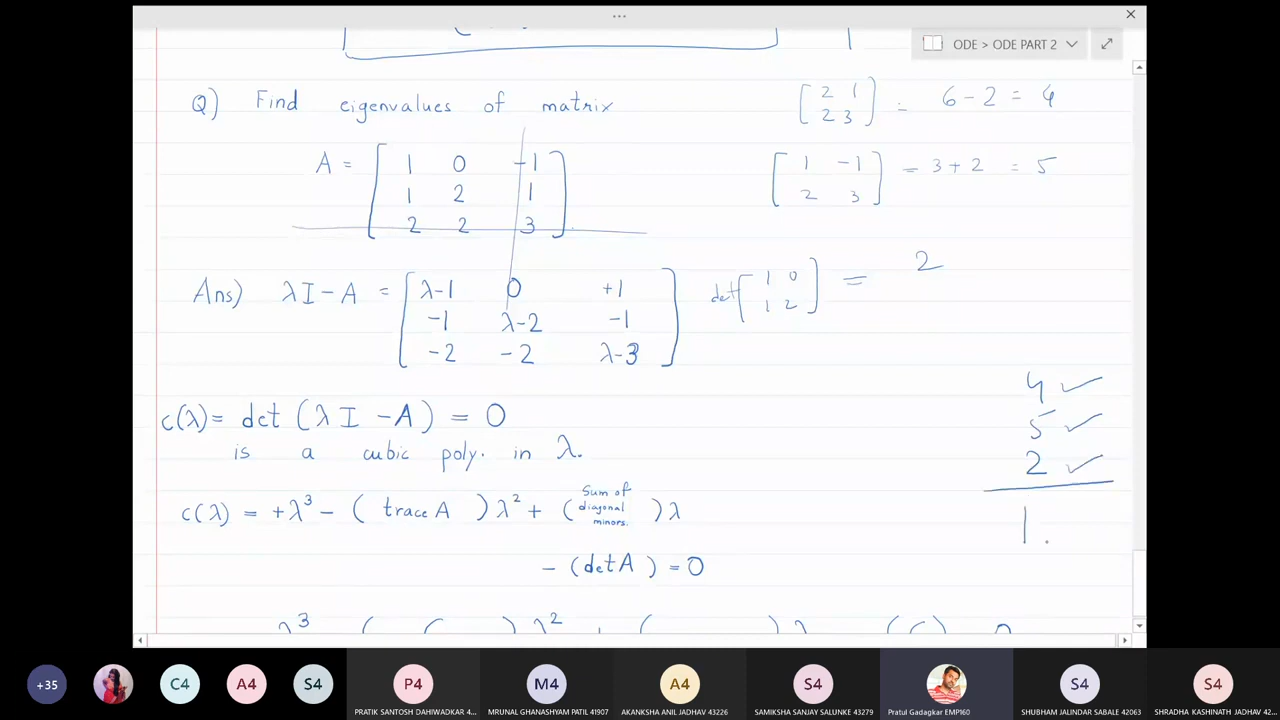 ODE > ODE PART 2
Q) Find eigenvalues of matrix
[2 1
2 3] = 6 - 2 = 4
A = [1 0 -1
1 2 1
2 2 3]
[1 -1
2 3] = 3 + 2 = 5
Ans) λI - A = [λ-1 0 +1
-1 λ-2 -1
-2 -2 λ-3]
det[1 0
1 2] = 2
c(λ) = det (λI - A) = 0
is a cubic poly. in λ.
4 ✓
5 ✓
2 ✓
1
c(λ) = +λ³ - (trace A)λ² + (Sum of diagonal minors.)λ
- (det A) = 0
+35
C4
A4
S4
P4
M4
A4
S4
S4
S4
PRATIK SANTOSH DAHIWADKAR 4...
MRUNAL GHANASHYAM PATIL 41907
AKANKSHA ANIL JADHAV 43226
SAMIKSHA SANJAY SALUNKE 43279
Pratul Gadagkar EMP160
SHUBHAM JALINDAR SABALE 42063
SHRADHA KASHINATH JADHAV 42...